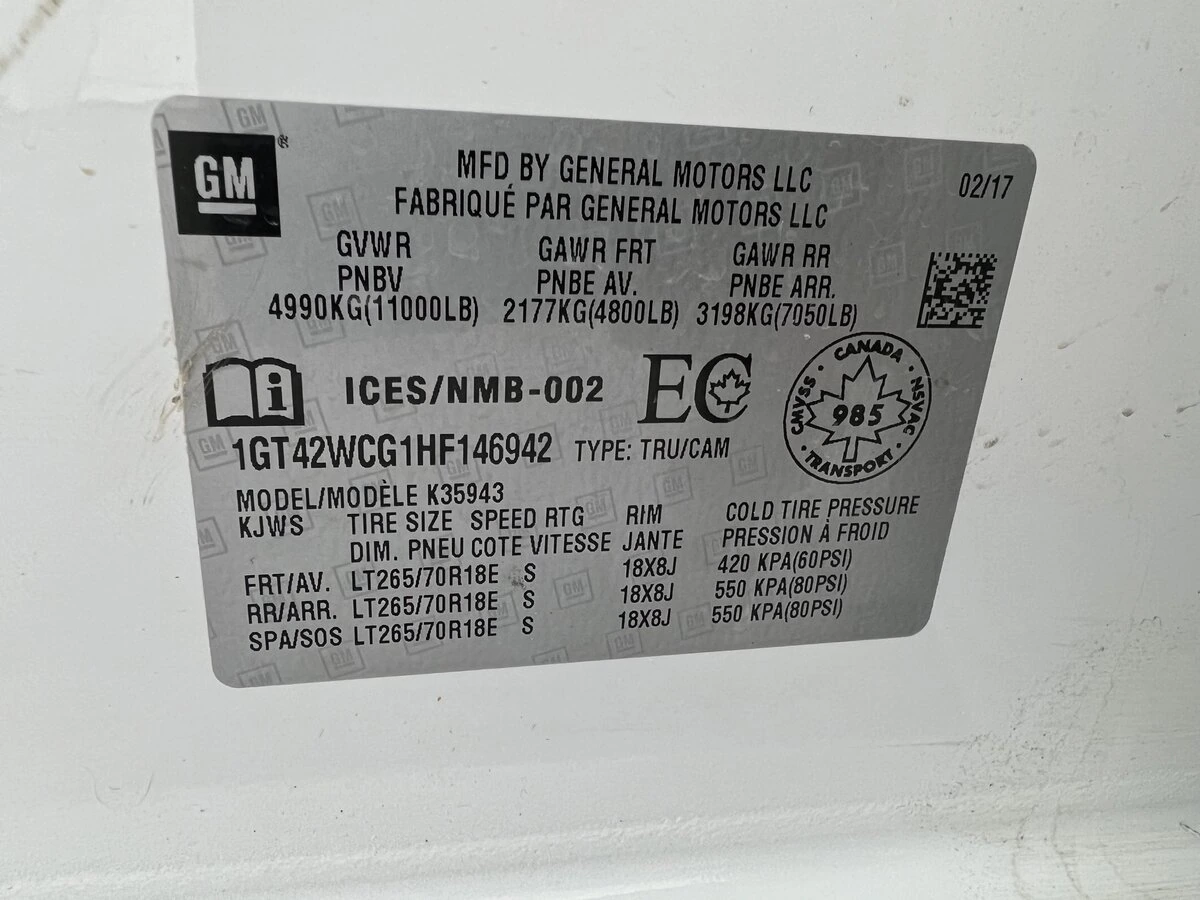 GM
MFD BY GENERAL MOTORS LLC
02/17
FABRIQUÉ PAR GENERAL MOTORS LLC
GVWR GAWR FRT GAWR RR
PNBV PNBE AV. PNBE ARR.
4990KG(11000LB) 2177KG(4800LB) 3198KG(7050LB)
i ICES/NMB-002 EC
CANADA
CMVSS 985 NSVAC
TRANSPORT
1GT42WCG1HF146942 TYPE: TRU/CAM
MODEL/MODÈLE K35943
KJWS TIRE SIZE SPEED RTG RIM COLD TIRE PRESSURE
DIM. PNEU COTE VITESSE JANTE PRESSION À FROID
FRT/AV. LT265/70R18E S 18X8J 420 KPA(60PSI)
RR/ARR. LT265/70R18E S 18X8J 550 KPA(80PSI)
SPA/SOS LT265/70R18E S 18X8J 550 KPA(80PSI)